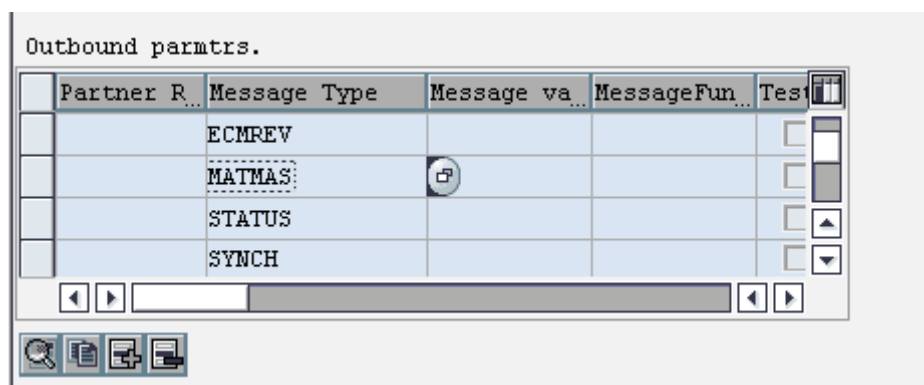 Outbound parmtrs.
Partner R... Message Type Message va... MessageFun... Test
ECMREV
MATMAS
STATUS
SYNCH